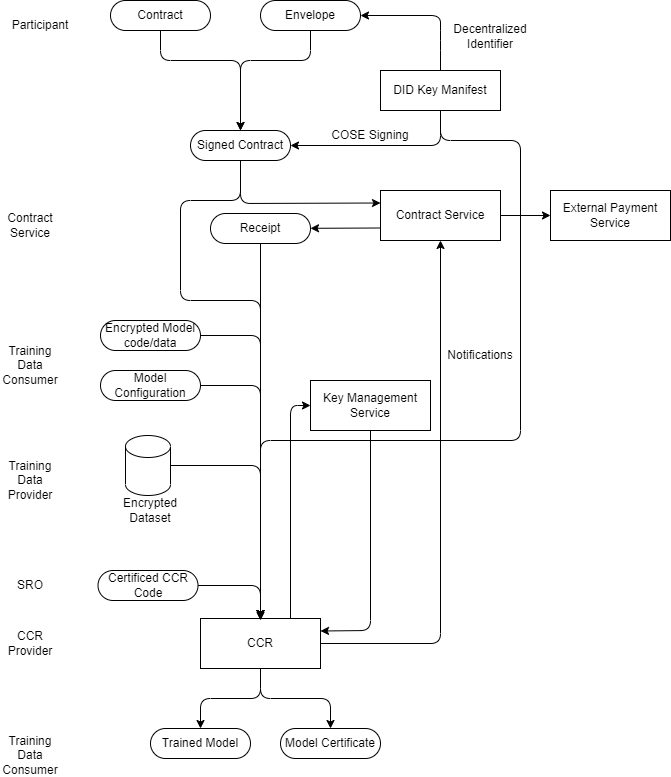 Participant
Contract
Envelope
Decentralized
Identifier
DID Key Manifest
COSE Signing
Signed Contract
Contract
Service
Receipt
Contract Service
External Payment
Service
Encrypted Model
code/data
Notifications
Training
Data
Consumer
Model
Configuration
Key Management
Service
Training
Data
Provider
Encrypted
Dataset
SRO
Certificed CCR
Code
CCR
Provider
CCR
Training
Data
Consumer
Trained Model
Model Certificate